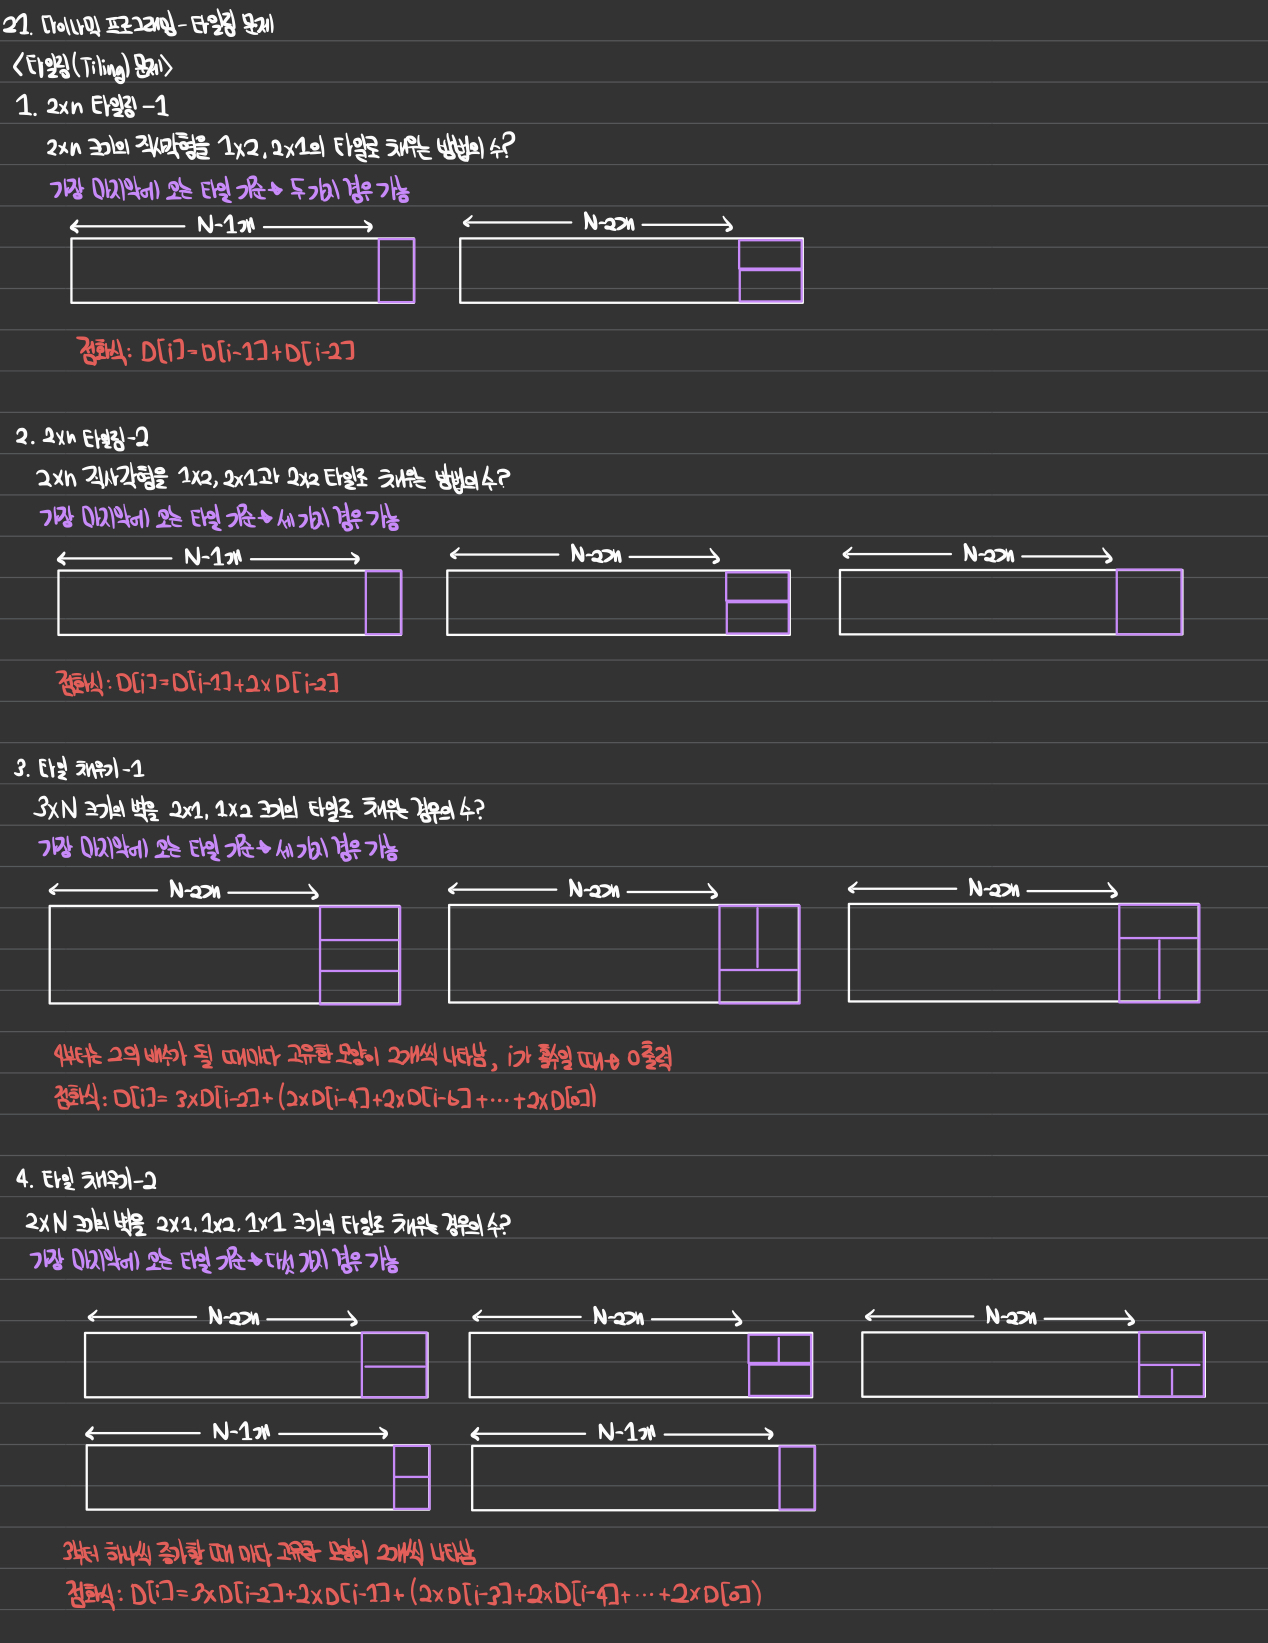 21. 다이나믹 프로그래밍 - 타일링 문제
<타일링(Tiling) 문제>
1. 2xn 타일링 -1
2xn 크기의 직사각형을 1x2, 2x1의 타일로 채우는 방법의 수?
가장 마지막에 오는 타일 기준 → 두 가지 경우 가능
N-1개 N-2개
점화식: D[i] = D[i-1] + D[i-2]
2. 2xn 타일링-2
2xn 직사각형을 1x2, 2x1과 2x2 타일로 채우는 방법의 수?
가장 마지막에 오는 타일 기준 → 세 가지 경우 가능
N-1개 N-2개 N-2개
점화식: D[i] = D[i-1] + 2x D[i-2]
3. 타일 채우기-1
3xN 크기의 벽을 2x1, 1x2 크기의 타일로 채우는 경우의 수?
가장 마지막에 오는 타일 기준 → 세 가지 경우 가능
N-2개 N-2개 N-2개
4부터는 2의 배수가 될 때마다 고유한 모양이 2개씩 나타남, i가 홀수일 때는 0 출력
점화식: D[i] = 3xD[i-2] + (2xD[i-4] + 2xD[i-6] + ... + 2xD[0])
4. 타일 채우기-2
2xN 크기의 벽을 2x1, 1x2, 1x1 크기의 타일로 채우는 경우의 수?
가장 마지막에 오는 타일 기준 → 다섯 가지 경우 가능
N-2개 N-2개 N-2개
N-1개 N-1개
3부터 하나씩 증가할 때 마다 고유한 모양이 2개씩 나타남
점화식: D[i] = 3xD[i-2] + 2xD[i-1] + (2xD[i-3] + 2xD[i-4] + ... + 2xD[0])